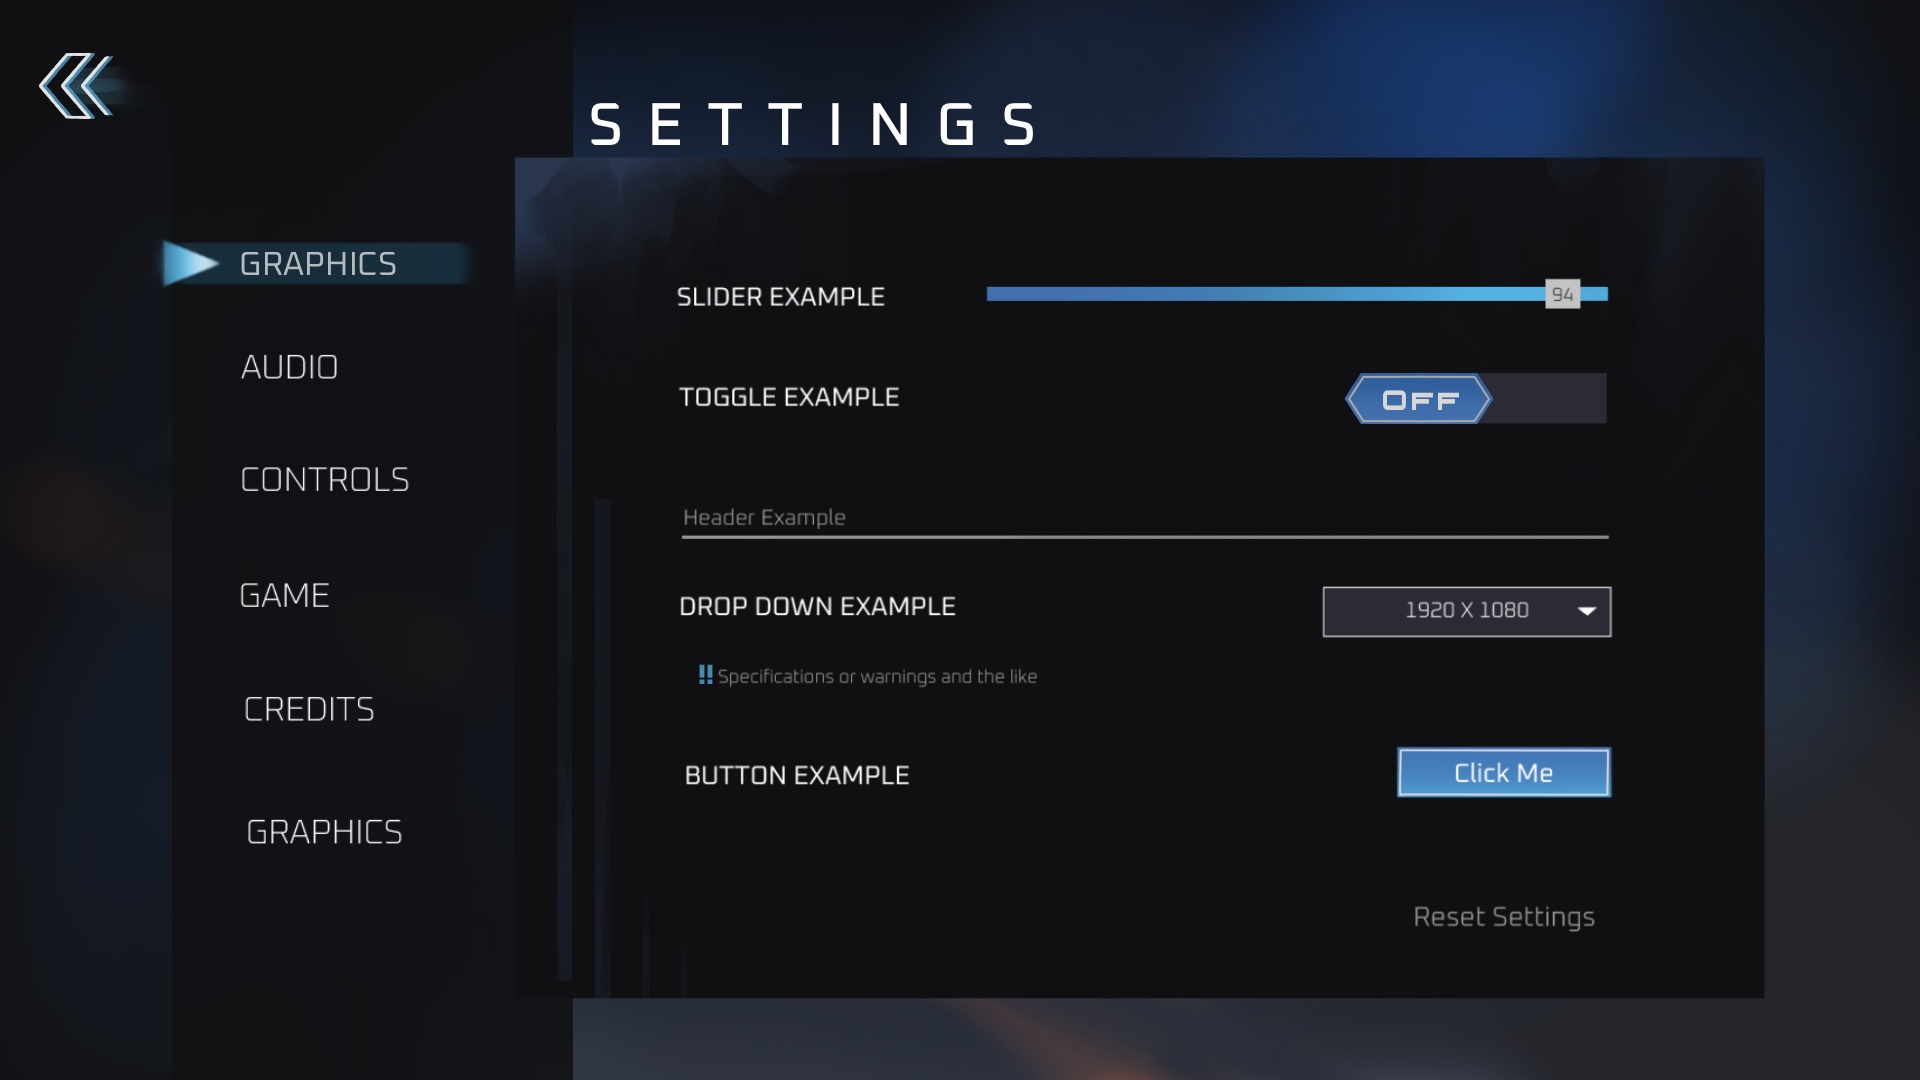 SETTINGS
GRAPHICS
AUDIO
CONTROLS
GAME
CREDITS
GRAPHICS
SLIDER EXAMPLE
94
TOGGLE EXAMPLE
OFF
Header Example
DROP DOWN EXAMPLE
1920 X 1080
!! Specifications or warnings and the like
BUTTON EXAMPLE
Click Me
Reset Settings